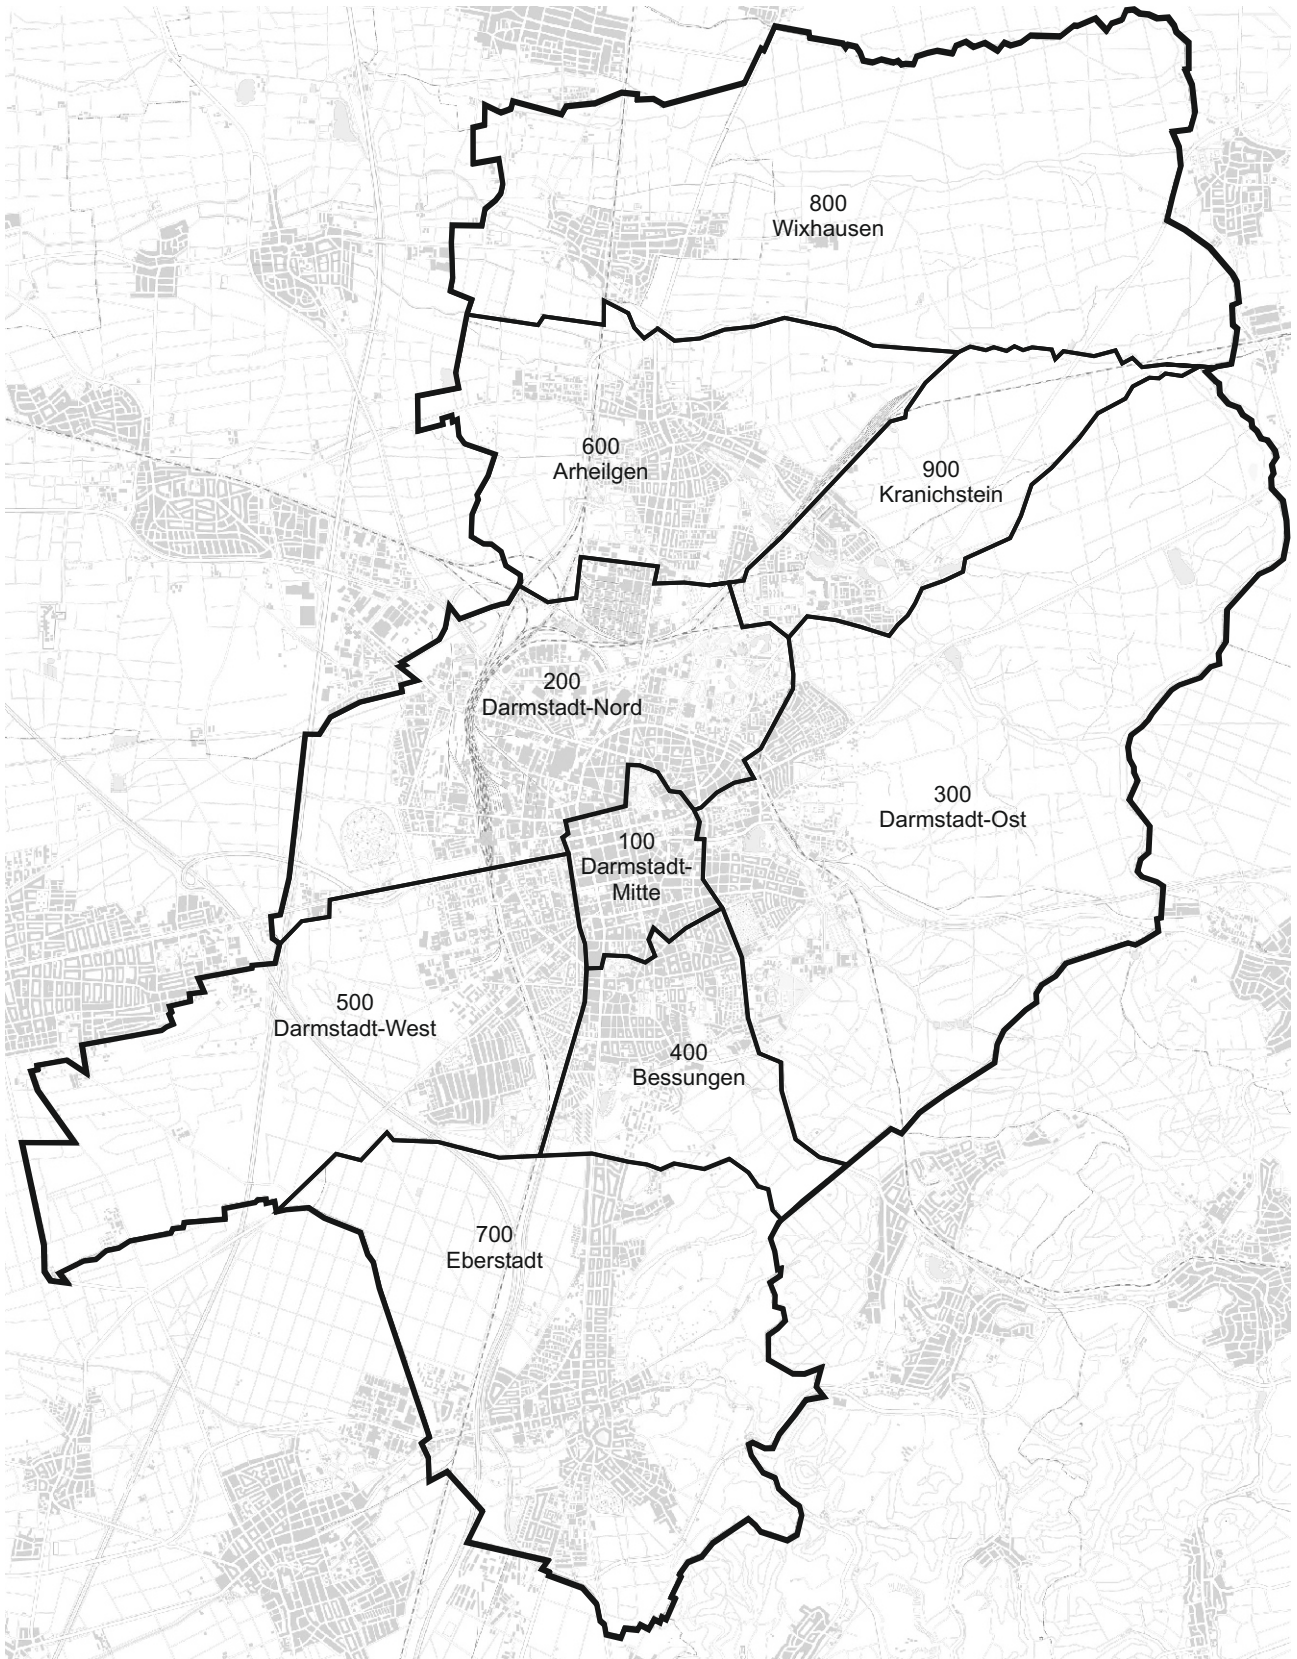 800
Wixhausen
600
Arheilgen
900
Kranichstein
200
Darmstadt-Nord
300
Darmstadt-Ost
100
Darmstadt-
Mitte
500
Darmstadt-West
400
Bessungen
700
Eberstadt